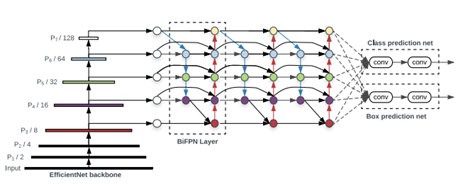 P7 / 128
P6 / 64
P5 / 32
P4 / 16
P3 / 8
P2 / 4
P1 / 2
Input
EfficientNet backbone
BiFPN Layer
Class prediction net
conv
conv
conv
conv
Box prediction net